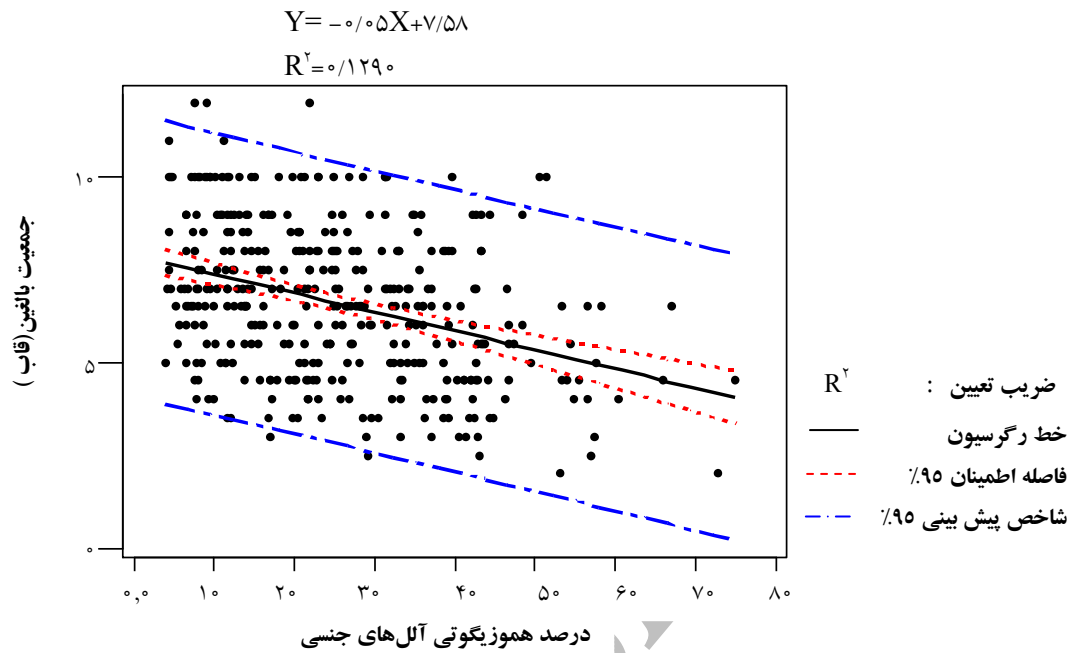 Y= -۰/۰۵X+۷/۵۸
R۲=۰/۱۲۹۰
۱۰
۵
۰
جمعیت بالغین(قاب )
۰٫۰ ۱۰ ۲۰ ۳۰ ۴۰ ۵۰ ۶۰ ۷۰ ۸۰
درصد هموزیگوتی آلل‌های جنسی
ضریب تعیین : R۲
خط رگرسیون
فاصله اطمینان ۹۵٪
شاخص پیش بینی ۹۵٪